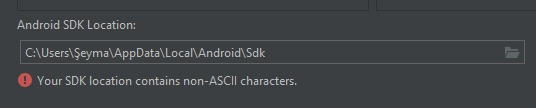 Android SDK Location:
C:\Users\Şeyma\AppData\Local\Android\Sdk
Your SDK location contains non-ASCII characters.